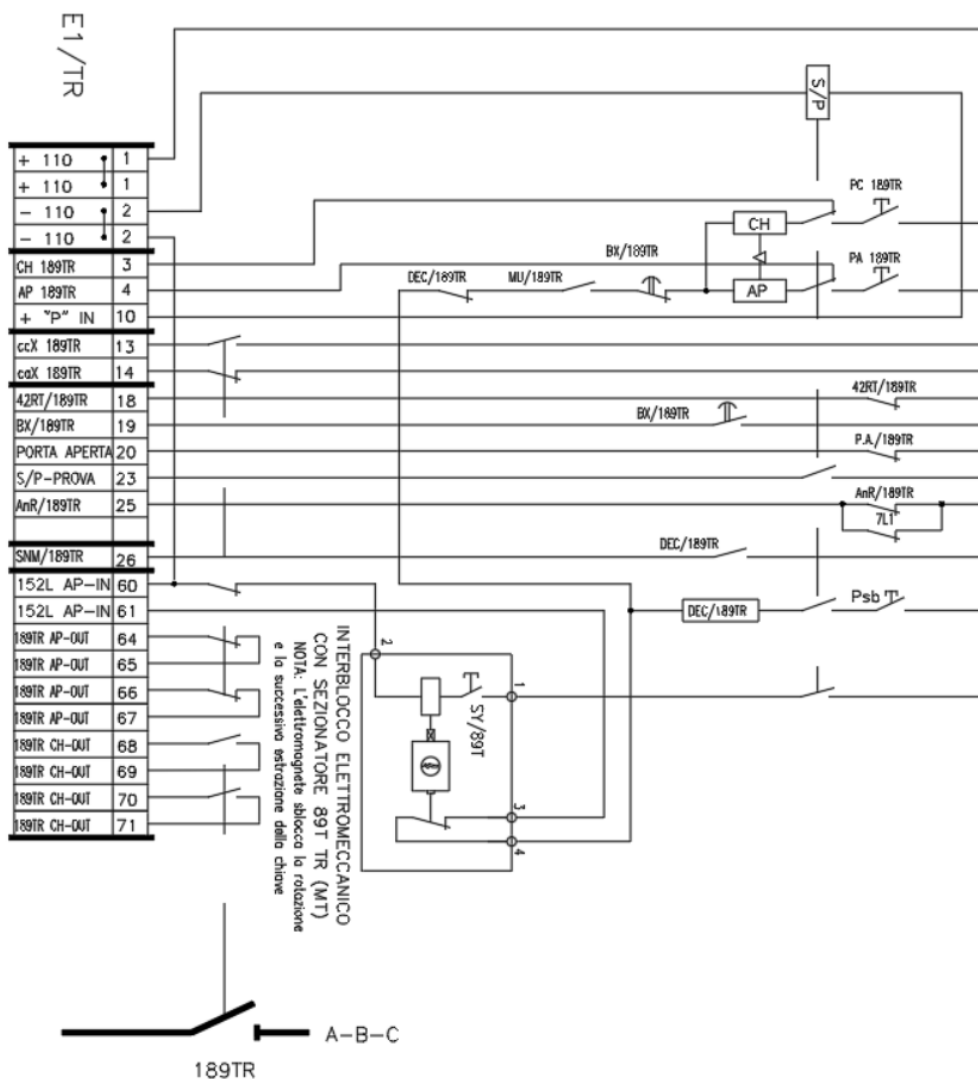 E1/TR
S/P
+ 110 1
+ 110 1
- 110 2
- 110 2
CH 189TR 3
AP 189TR 4
+ "P" IN 10
ccX 189TR 13
caX 189TR 14
42RT/189TR 18
BX/189TR 19
PORTA APERTA 20
S/P-PROVA 23
AnR/189TR 25
SNM/189TR 26
152L AP-IN 60
152L AP-IN 61
189TR AP-OUT 64
189TR AP-OUT 65
189TR AP-OUT 66
189TR AP-OUT 67
189TR CH-OUT 68
189TR CH-OUT 69
189TR CH-OUT 70
189TR CH-OUT 71
PC 189TR
CH
BX/189TR
PA 189TR
DEC/189TR
MU/189TR
AP
42RT/189TR
BX/189TR
P.A./189TR
AnR/189TR
7L1
DEC/189TR
DEC/189TR
Psb
INTERBLOCCO ELETTROMECCANICO
CON SEZIONATORE 89T TR (MT)
NOTA: L'elettromagnete sblocca la rotazione
e la successiva estrazione della chiave
2
1
SY/89T
3
4
A-B-C
189TR